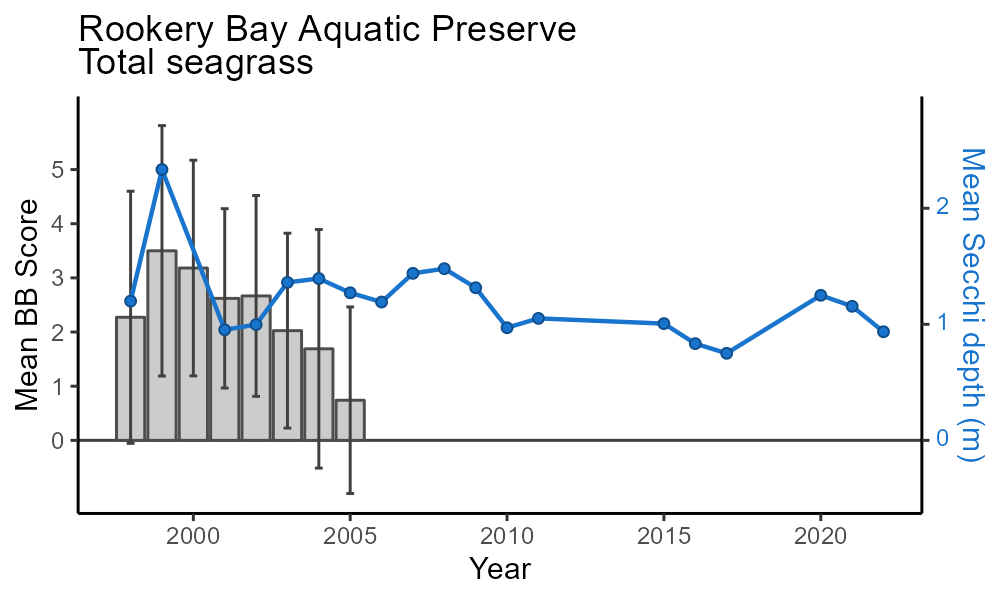 Rookery Bay Aquatic Preserve
Total seagrass
Mean BB Score
5
4
3
2
1
0
2
1
0
Mean Secchi depth (m)
2000
2005
2010
2015
2020
Year